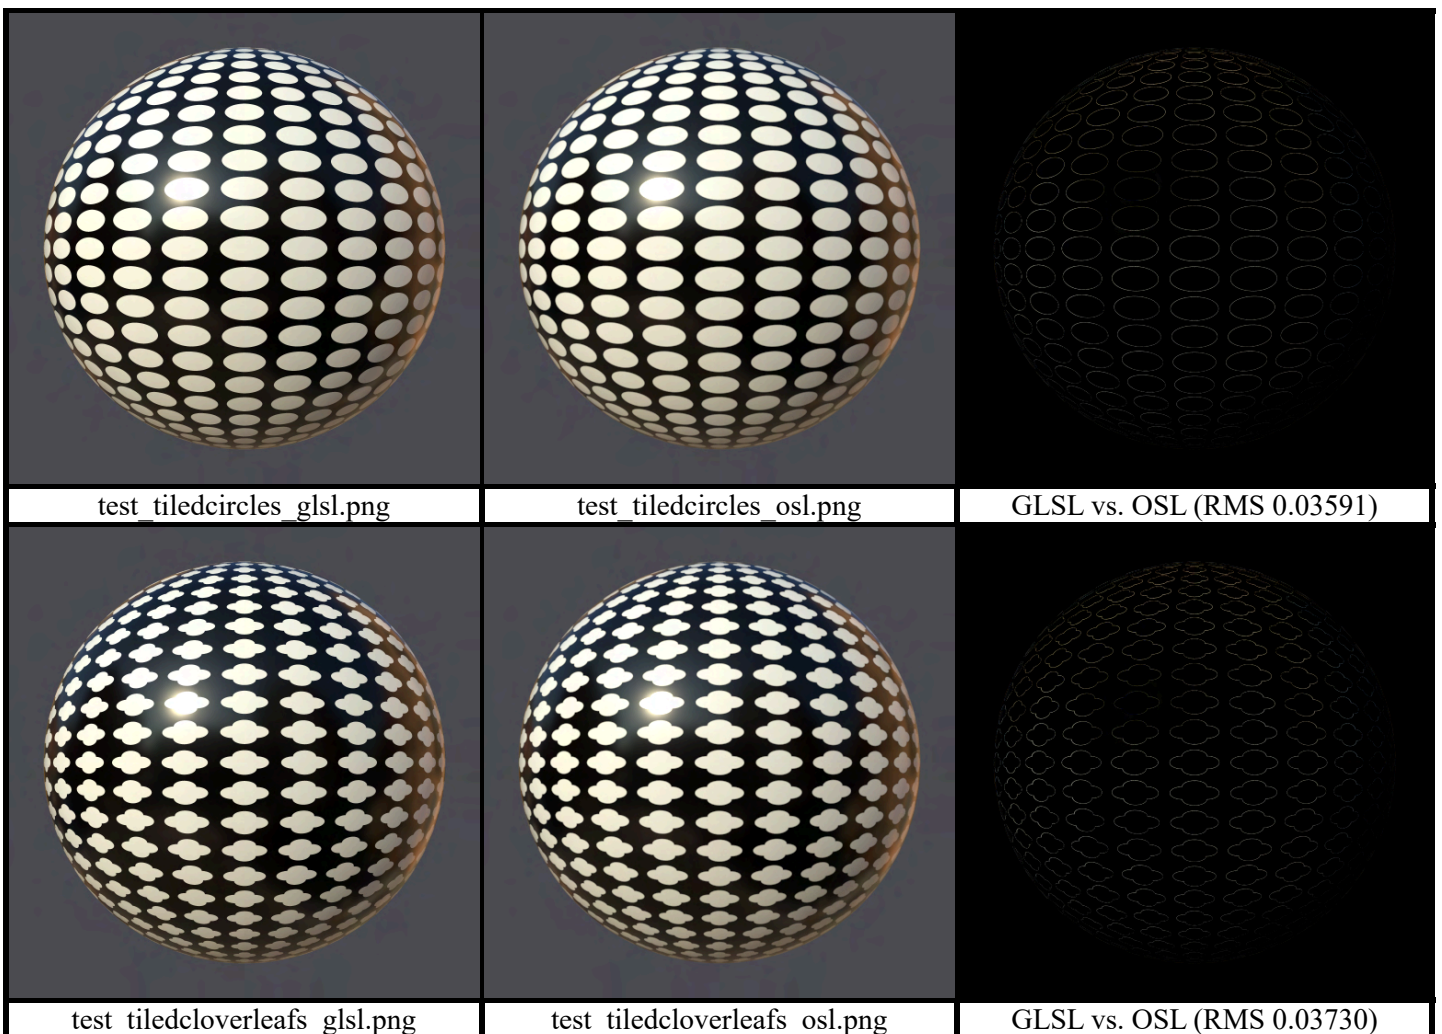 test_tiledcircles_glsl.png
test_tiledcircles_osl.png
GLSL vs. OSL (RMS 0.03591)
test_tiledcloverleafs_glsl.png
test_tiledcloverleafs_osl.png
GLSL vs. OSL (RMS 0.03730)